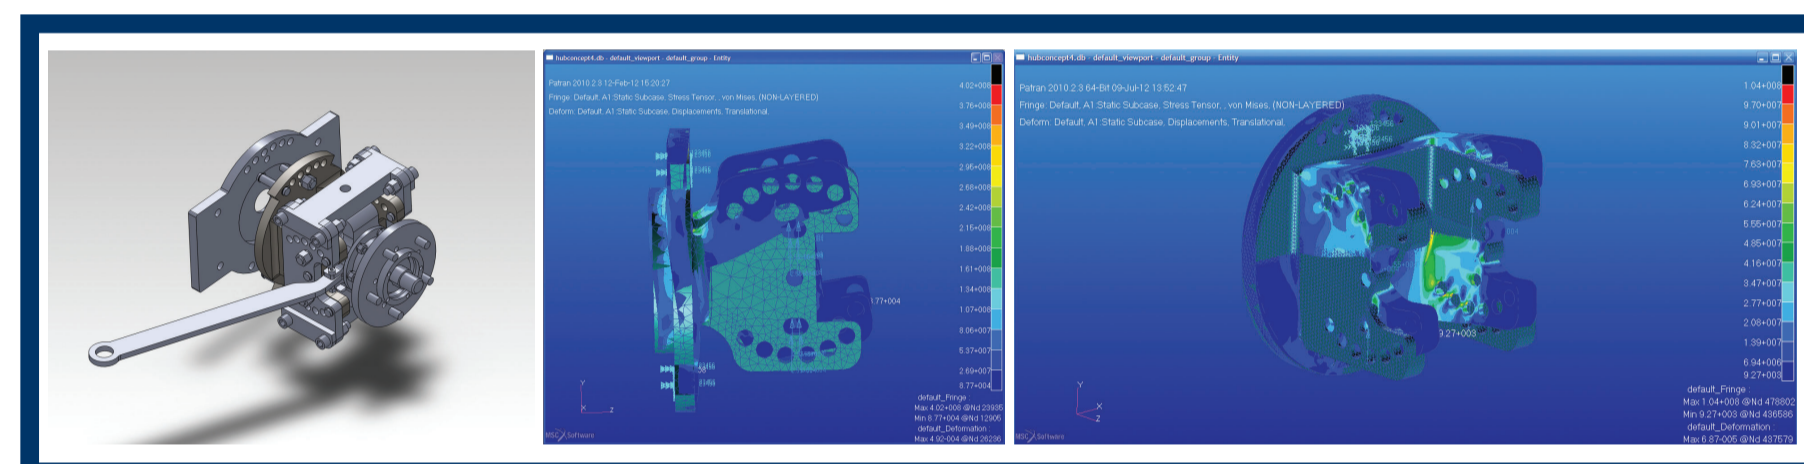 hubconcept4.db - default_viewport - default_group - Entity
Patran 2010.2.3 12-Feb-12 15:20:27
Fringe: Default, A1:Static Subcase, Stress Tensor, , von Mises, (NON-LAYERED)
Deform: Default, A1:Static Subcase, Displacements, Translational,
4.02+008
3.76+008
3.49+008
3.22+008
2.95+008
2.68+008
2.42+008
2.15+008
1.88+008
1.61+008
1.34+008
1.07+008
8.06+007
5.37+007
2.69+007
8.77+004
Y
X
Z
default_Fringe :
Max 4.02+008 @Nd 23935
Min 8.77+004 @Nd 12905
default_Deformation :
Max 4.92-004 @Nd 26236
MSC Software
hubconcept4.db - default_viewport - default_group - Entity
Patran 2010.2.3 64-Bit 09-Jul-12 13:52:47
Fringe: Default, A1:Static Subcase, Stress Tensor, , von Mises, (NON-LAYERED)
Deform: Default, A1:Static Subcase, Displacements, Translational,
1.04+008
9.70+007
9.01+007
8.32+007
7.63+007
6.93+007
6.24+007
5.55+007
4.85+007
4.16+007
3.47+007
2.77+007
2.08+007
1.39+007
6.94+006
9.27+003
9.27+003
Y
X
Z
default_Fringe :
Max 1.04+008 @Nd 478802
Min 9.27+003 @Nd 436586
default_Deformation :
Max 6.87-005 @Nd 437579
MSC Software